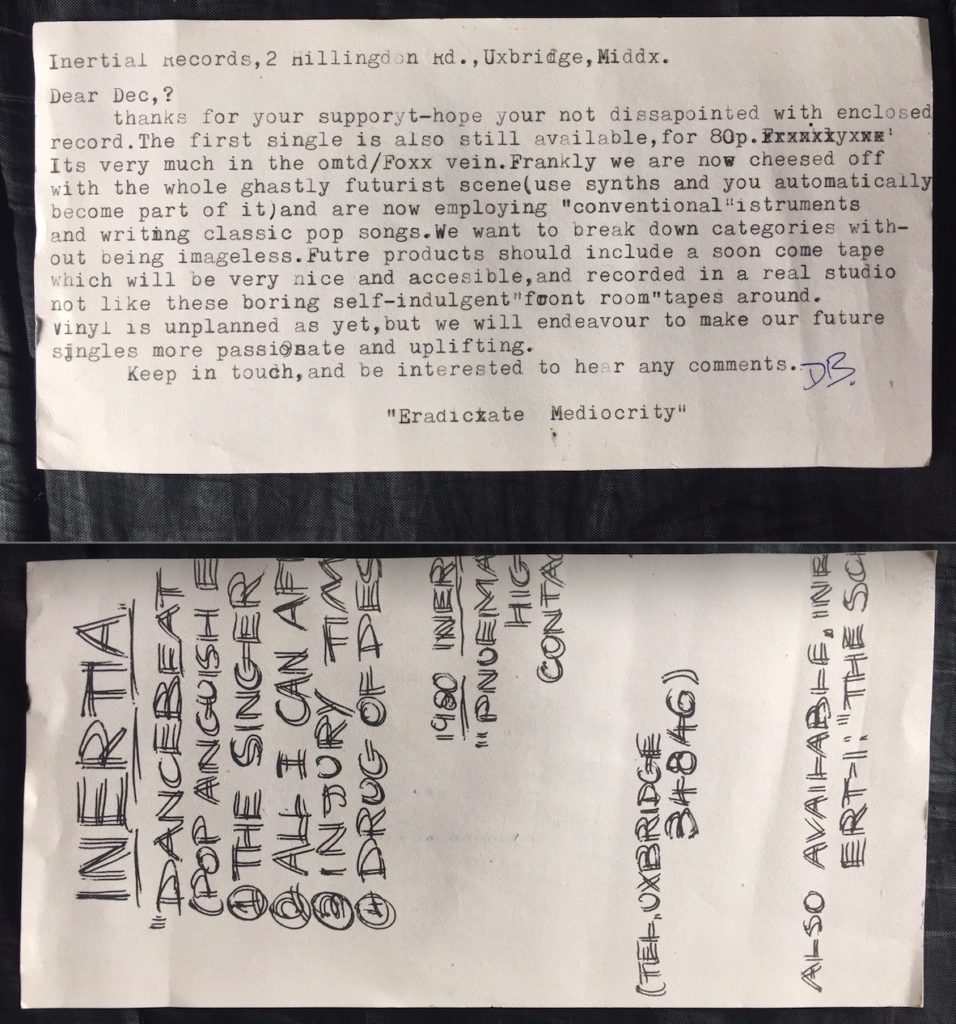 Inertial Records,2 Hillingdon Rd.,Uxbridge,Middx.
Dear Dec,?
thanks for your supporyt-hope your not dissapointed with enclosed
record.The first single is also still available,for 80p.
Its very much in the omtd/Foxx vein.Frankly we are now cheesed off
with the whole ghastly futurist scene(use synths and you automatically
become part of it)and are now employing "conventional"istruments
and writing classic pop songs.We want to break down categories with-
out being imageless.Futre products should include a soon come tape
which will be very nice and accesible,and recorded in a real studio
not like these boring self-indulgent"front room"tapes around.
Vinyl is unplanned as yet,but we will endeavour to make our future
singles more passionate and uplifting.
Keep in touch,and be interested to hear any comments.. DB.
"Eradicxate Mediocrity"
INERTIA
"DANCEBEAT
(POP ANGUISH E
① THE SINGER
② ALL I CAN AF
③ INJURY TIM
④ DRUG OF DES
1980 INER
"PNUEMA
HIG
CONTA
(TEL. UXBRIDGE
34846)
ALSO AVAILABLE. INE
ERT-1: "THE SC